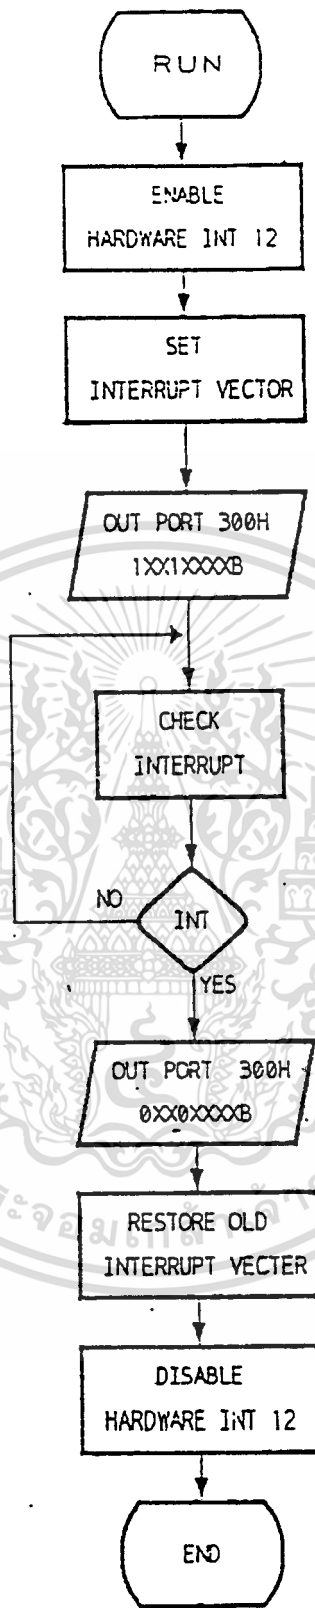 RUN
ENABLE
HARDWARE INT 12
SET
INTERRUPT VECTOR
OUT PORT 300H
1XX1XXXXB
CHECK
INTERRUPT
NO
INT
YES
OUT PORT 300H
0XX0XXXXB
RESTORE OLD
INTERRUPT VECTER
DISABLE
HARDWARE INT 12
END